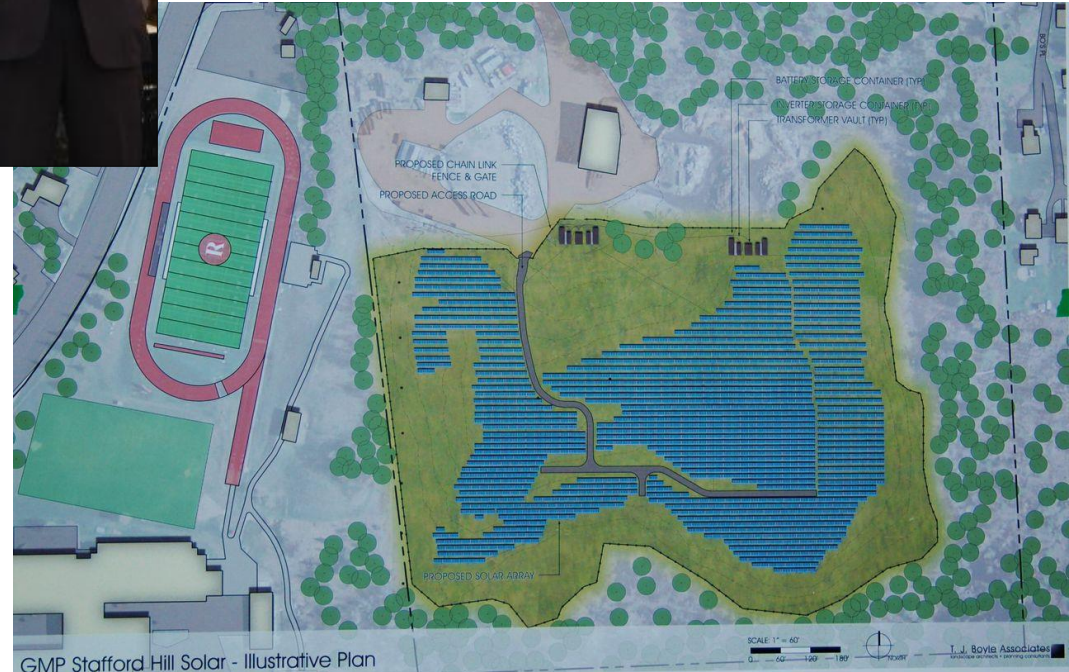 BATTERY STORAGE CONTAINER (TYP)
INVERTER STORAGE CONTAINER (TYP)
TRANSFORMER VAULT (TYP)
PROPOSED CHAIN LINK
FENCE & GATE
PROPOSED ACCESS ROAD
R
PROPOSED SOLAR ARRAY
GMP Stafford Hill Solar - Illustrative Plan
SCALE: 1" = 60'
0 60' 120' 180'
NORTH
T. J. Boyle Associates
landscape architects • planning consultants